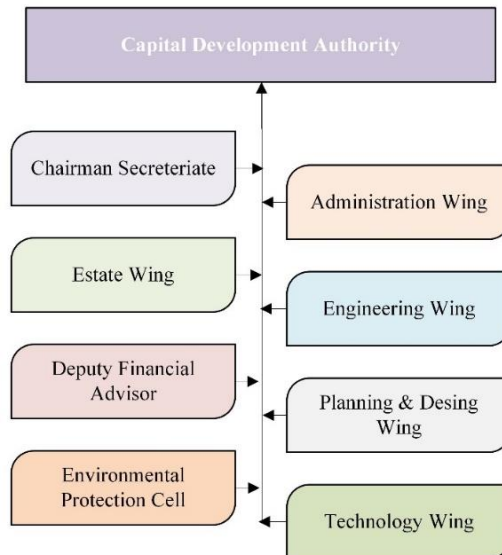 Capital Development Authority
Chairman Secreteriate
Administration Wing
Estate Wing
Engineering Wing
Deputy Financial
Advisor
Planning & Desing
Wing
Environmental
Protection Cell
Technology Wing